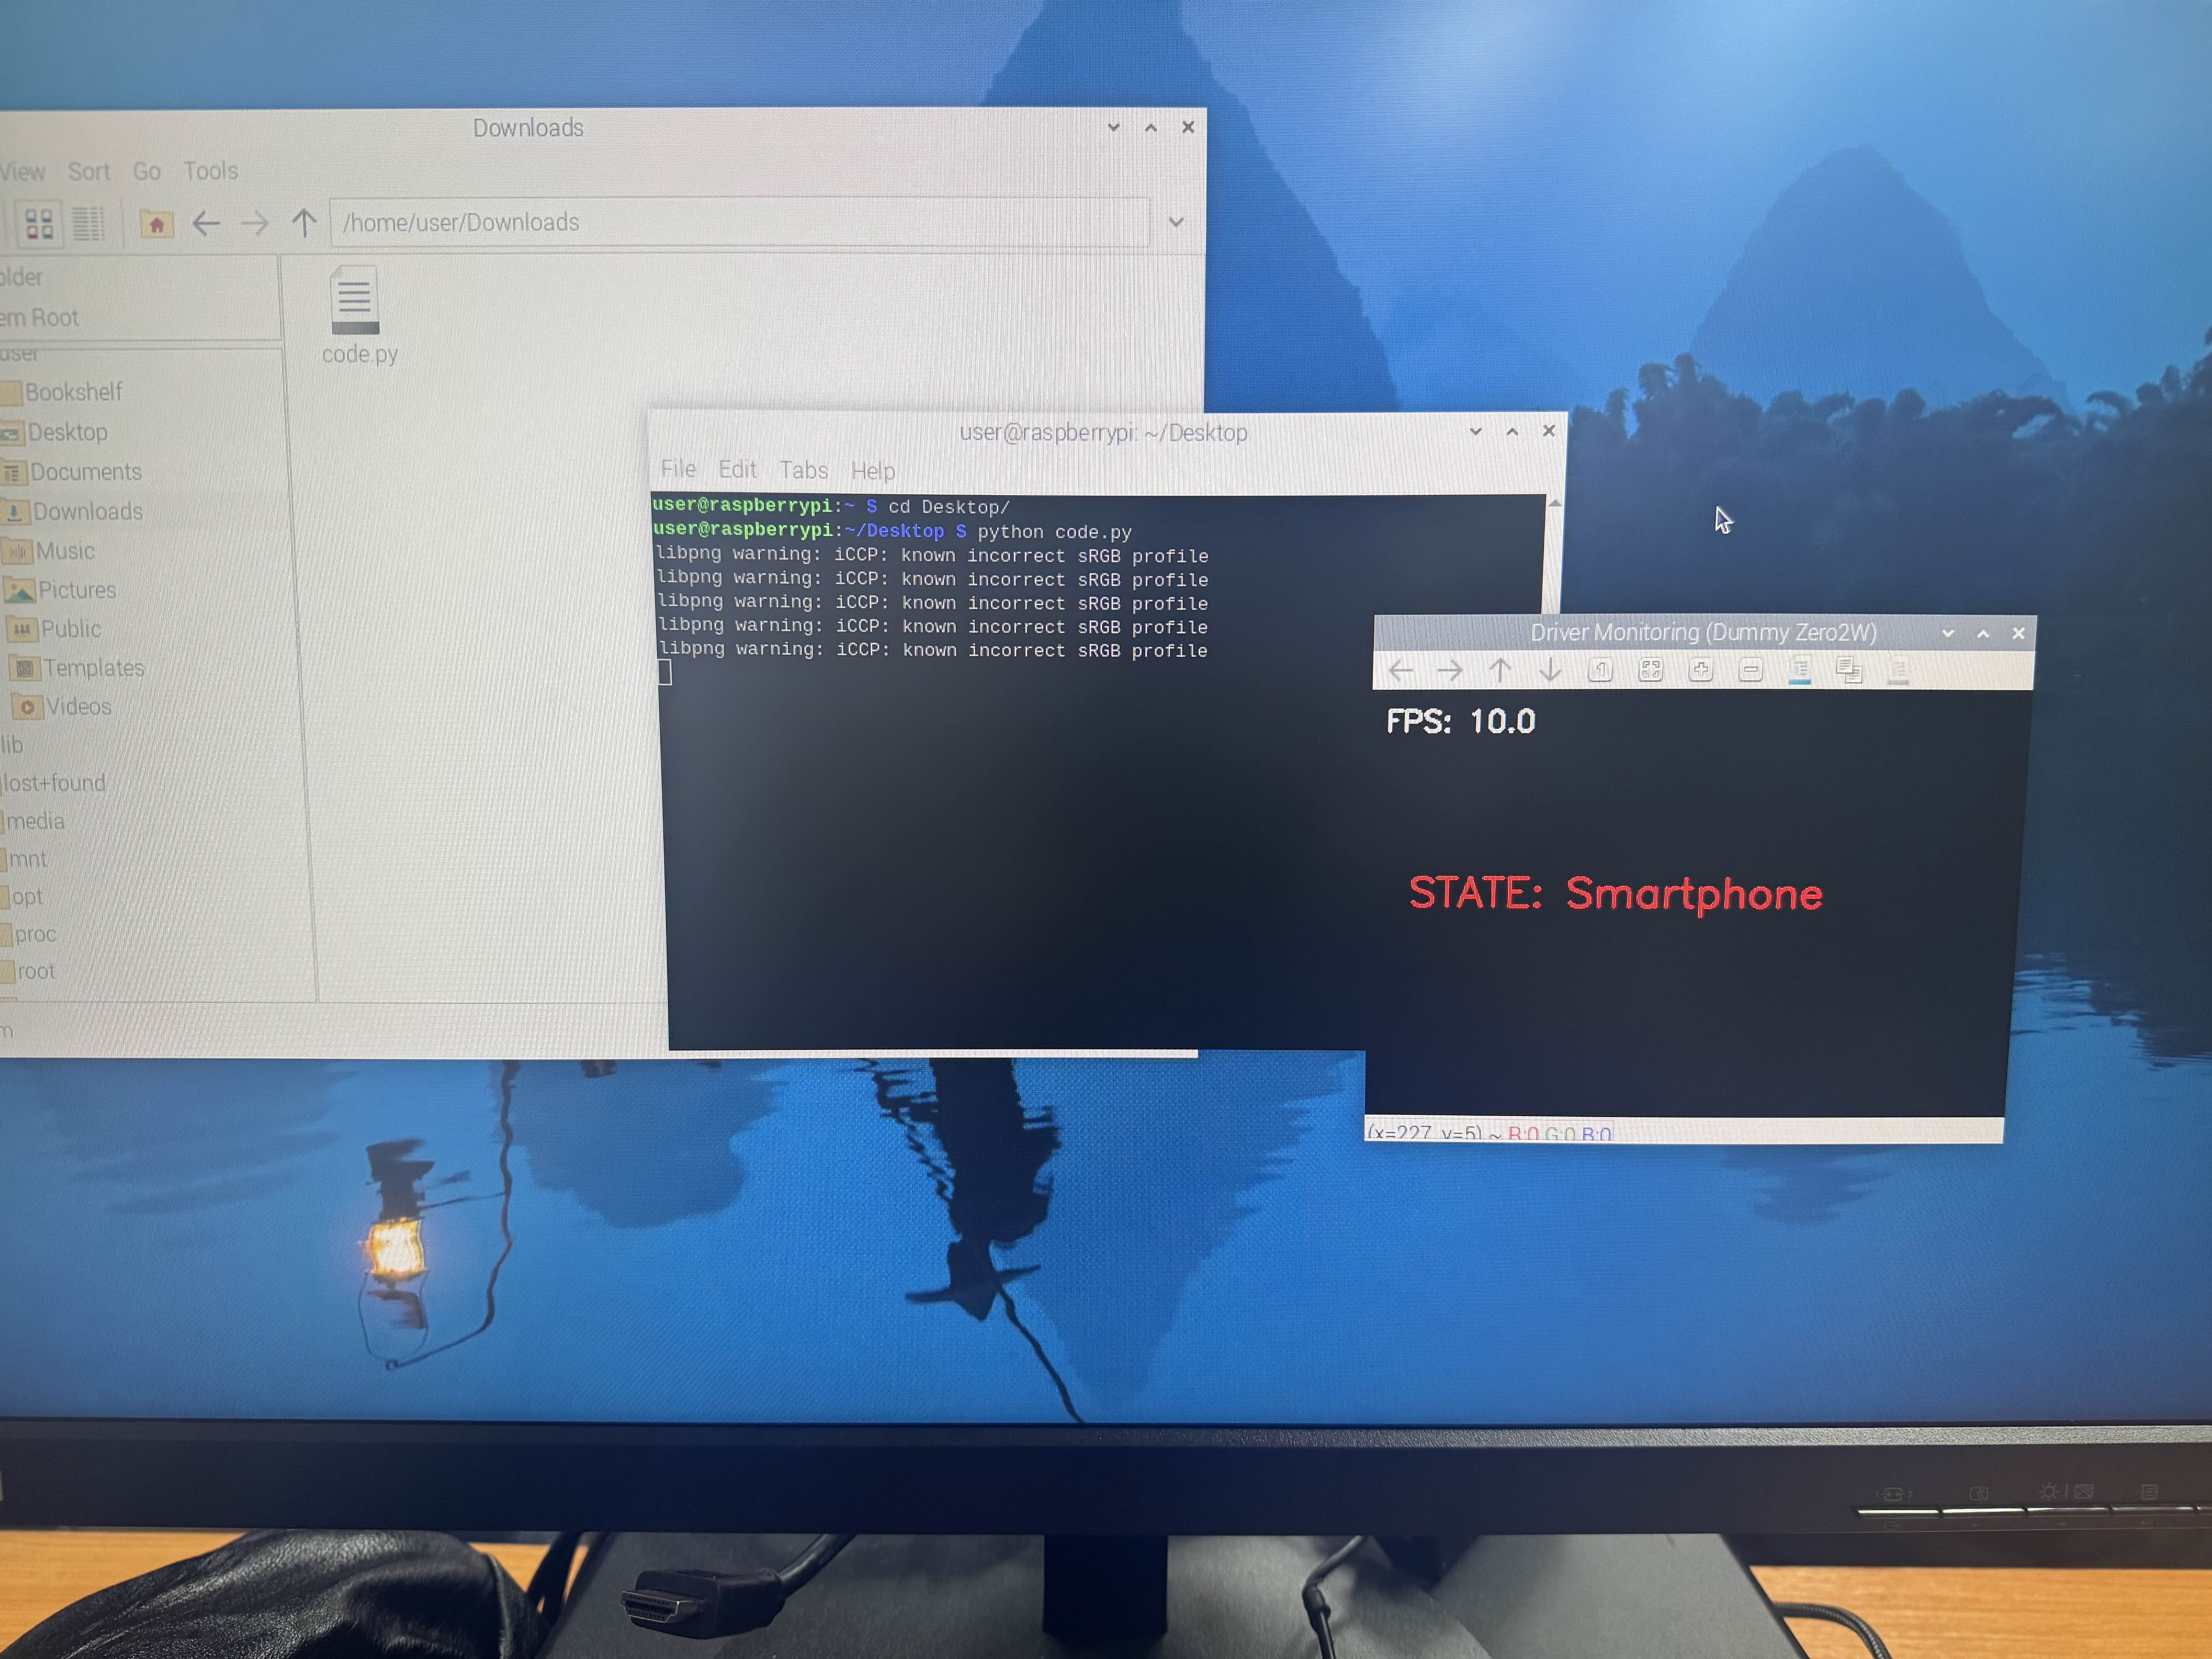 Downloads
View Sort Go Tools
/home/user/Downloads
older
em Root
user
Bookshelf
Desktop
Documents
Downloads
Music
Pictures
Public
Templates
Videos
lib
lost+found
media
mnt
opt
proc
root
m
code.py
user@raspberrypi: ~/Desktop
File Edit Tabs Help
user@raspberrypi:~ $ cd Desktop/
user@raspberrypi:~/Desktop $ python code.py
libpng warning: iCCP: known incorrect sRGB profile
libpng warning: iCCP: known incorrect sRGB profile
libpng warning: iCCP: known incorrect sRGB profile
libpng warning: iCCP: known incorrect sRGB profile
libpng warning: iCCP: known incorrect sRGB profile
Driver Monitoring (Dummy Zero2W)
FPS: 10.0
STATE: Smartphone
(x=227, y=5) ~ R:0 G:0 B:0